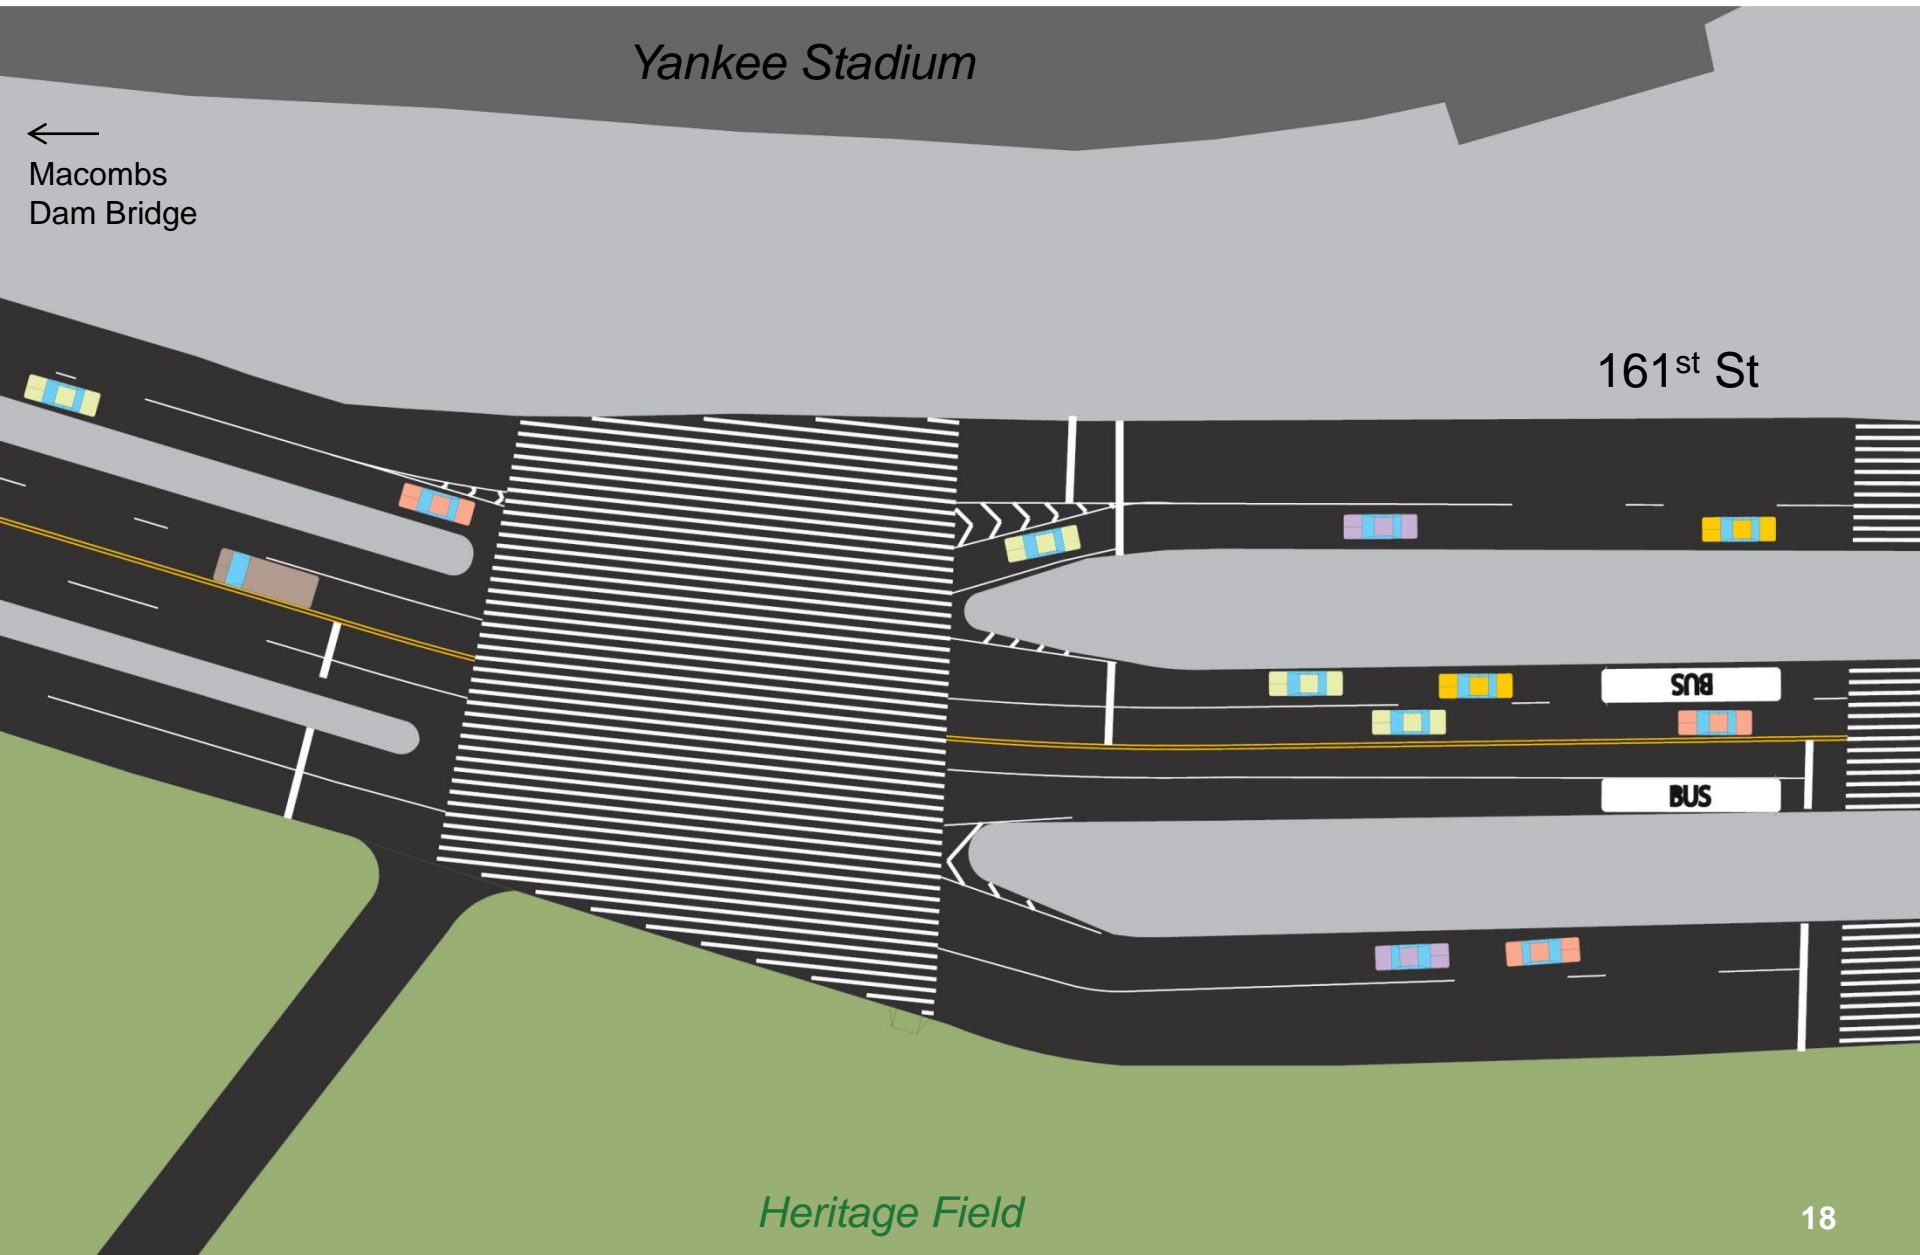 Yankee Stadium
Macombs
Dam Bridge
161st St
BUS
BUS
Heritage Field
18